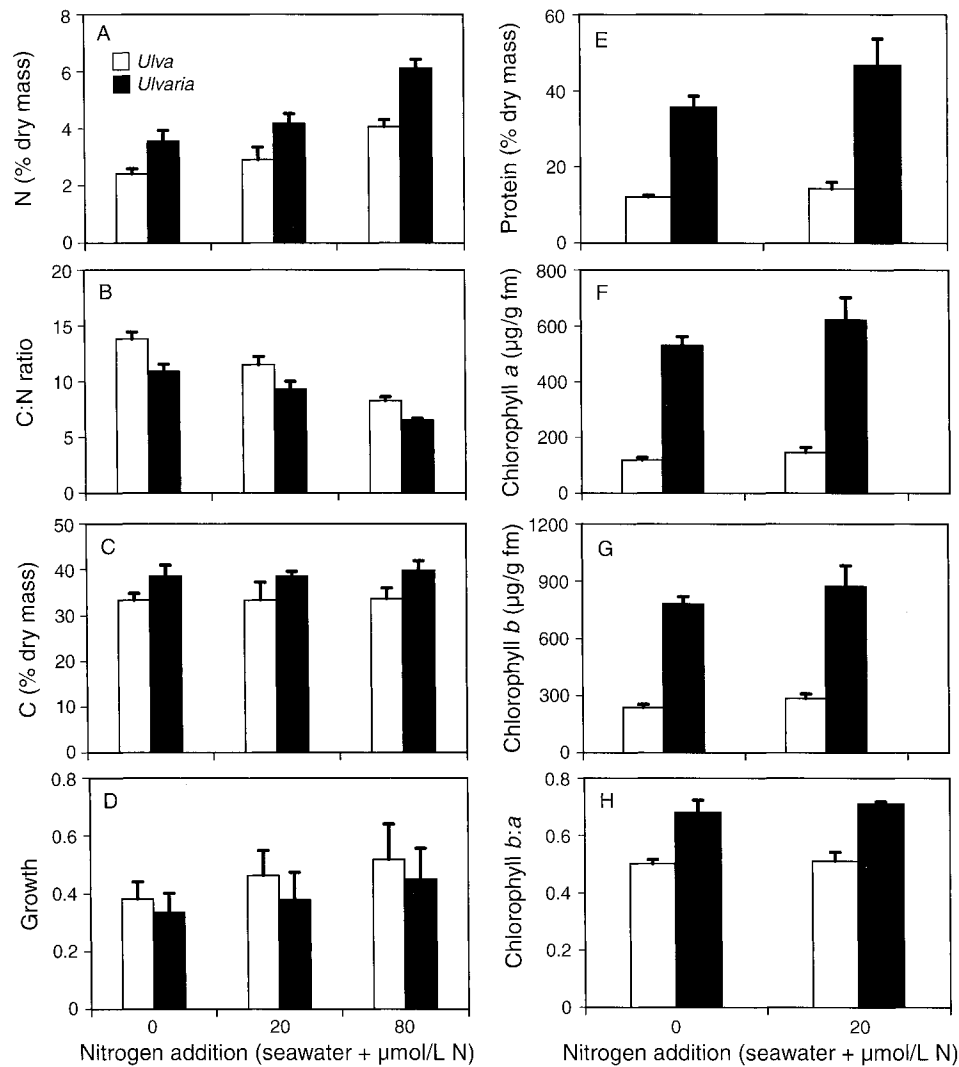 A
N (% dry mass)
8
6
4
2
0
Ulva
Ulvaria
B
C:N ratio
20
15
10
5
0
C
C (% dry mass)
50
40
30
20
10
0
D
Growth
0.8
0.6
0.4
0.2
0
0 20 80
Nitrogen addition (seawater + µmol/L N)
E
Protein (% dry mass)
60
40
20
0
F
Chlorophyll a (µg/g fm)
800
600
400
200
0
G
Chlorophyll b (µg/g fm)
1200
900
600
300
0
H
Chlorophyll b:a
0.8
0.6
0.4
0.2
0
0 20
Nitrogen addition (seawater + µmol/L N)